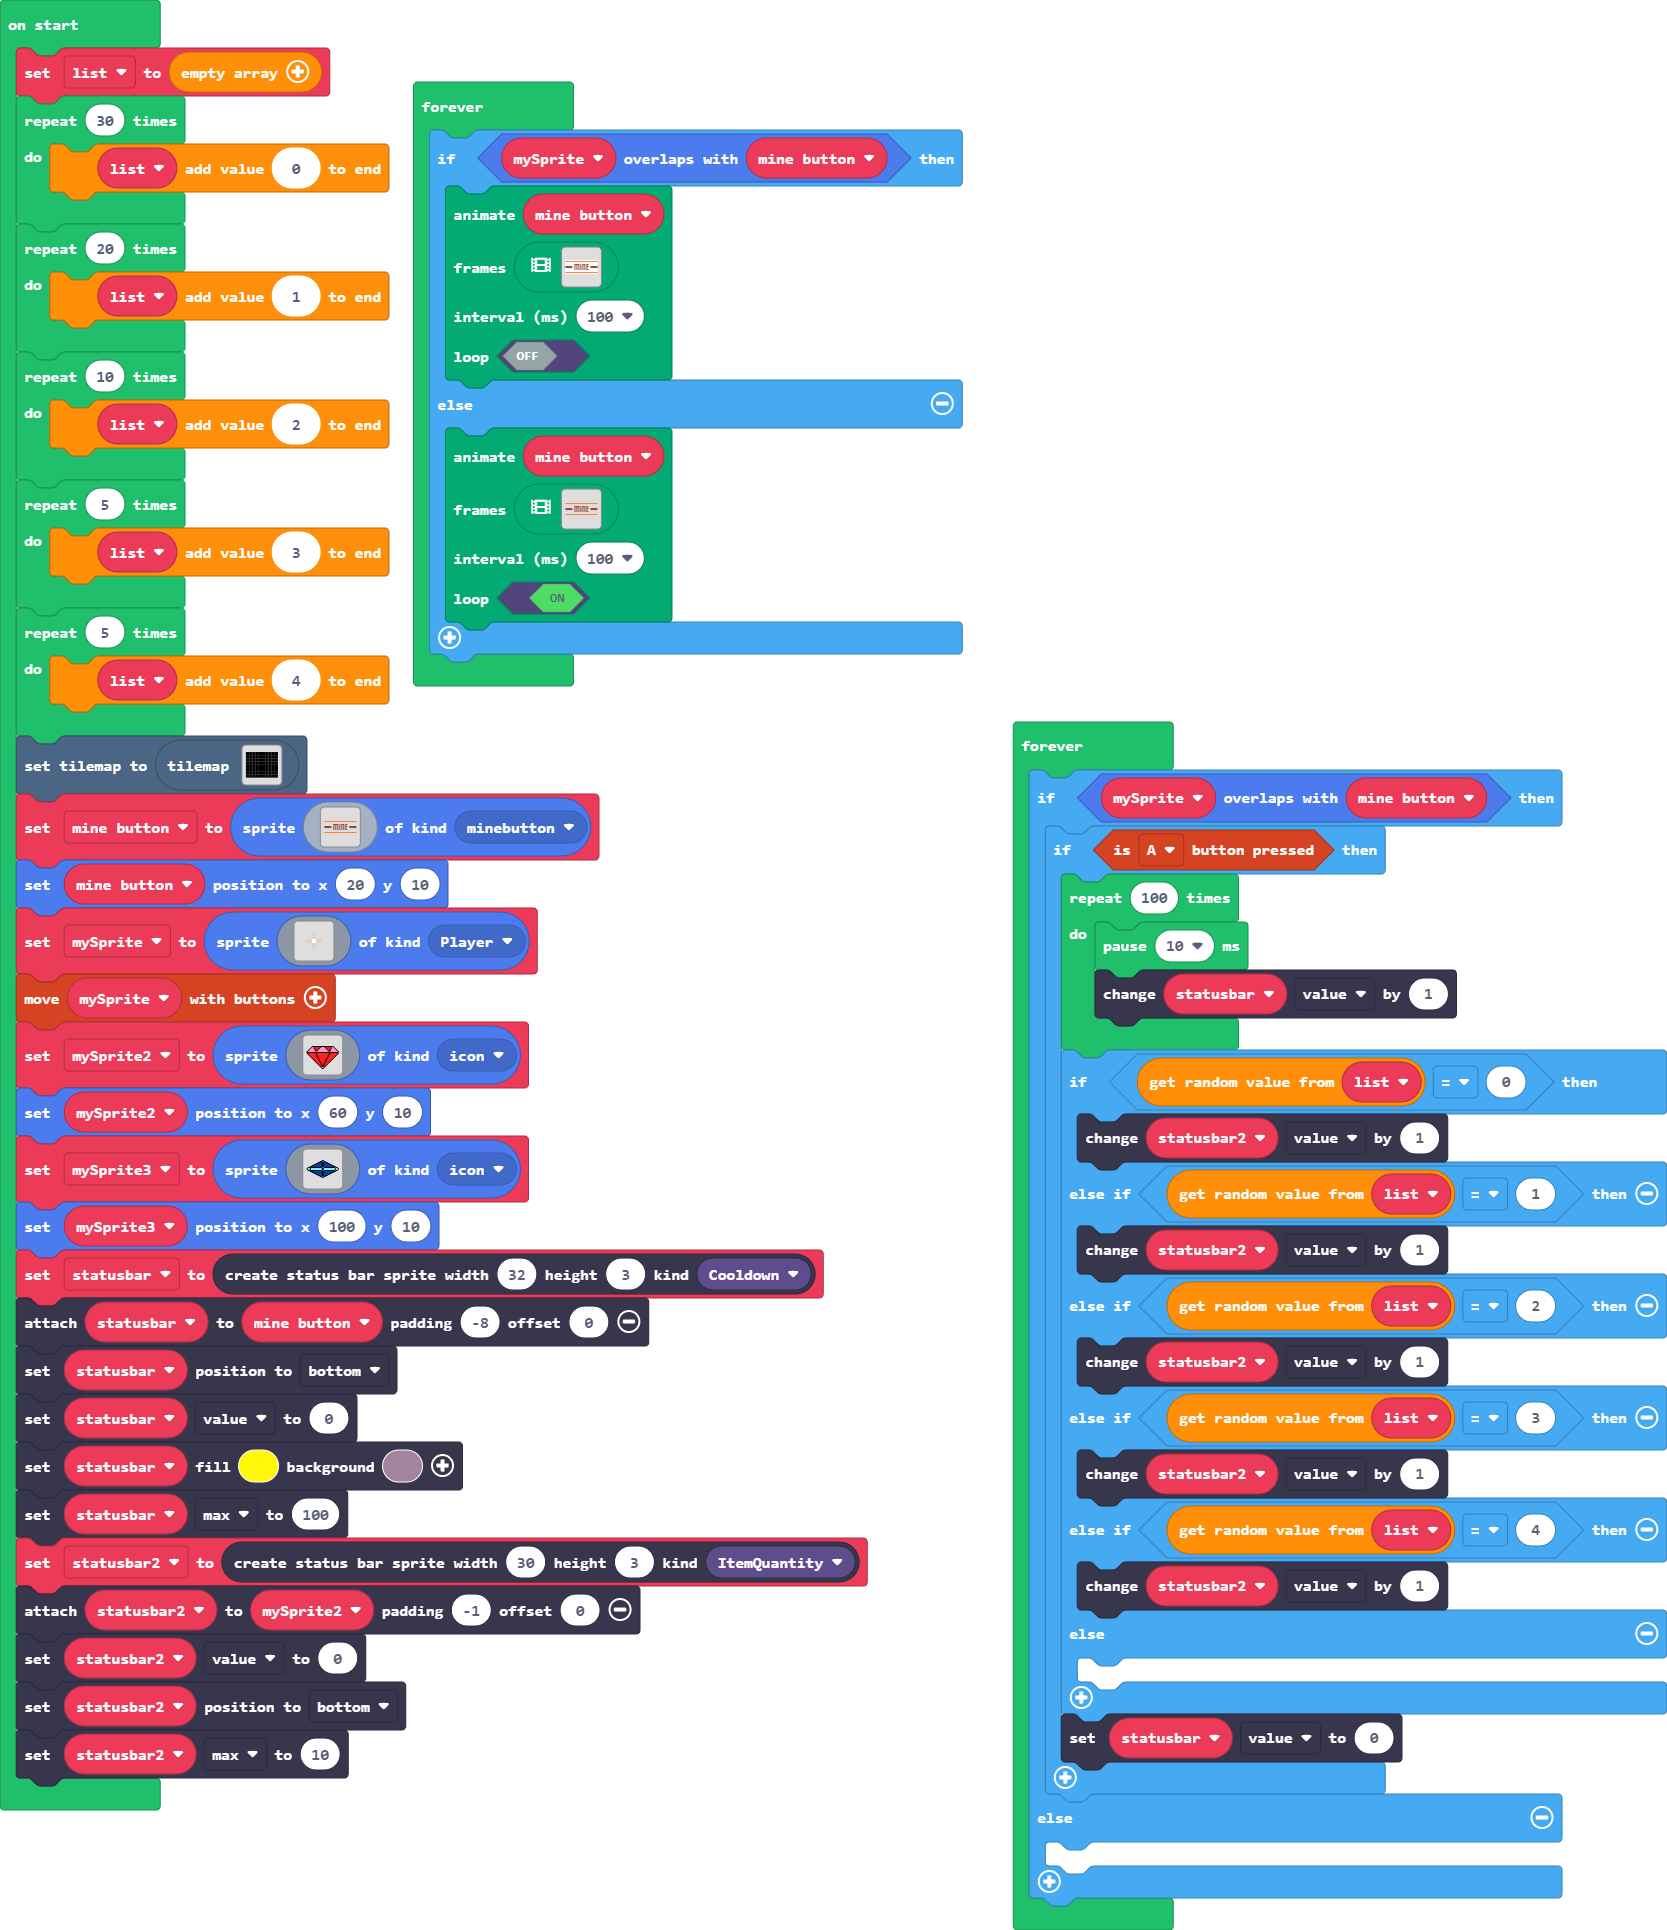 on start
set list to empty array
repeat 30 times
do list add value 0 to end
repeat 20 times
do list add value 1 to end
repeat 10 times
do list add value 2 to end
repeat 5 times
do list add value 3 to end
repeat 5 times
do list add value 4 to end
set tilemap to tilemap
set mine button to sprite MINE of kind minebutton
set mine button position to x 20 y 10
set mySprite to sprite of kind Player
move mySprite with buttons
set mySprite2 to sprite of kind icon
set mySprite2 position to x 60 y 10
set mySprite3 to sprite of kind icon
set mySprite3 position to x 100 y 10
set statusbar to create status bar sprite width 32 height 3 kind Cooldown
attach statusbar to mine button padding -8 offset 0
set statusbar position to bottom
set statusbar value to 0
set statusbar fill background
set statusbar max to 100
set statusbar2 to create status bar sprite width 30 height 3 kind ItemQuantity
attach statusbar2 to mySprite2 padding -1 offset 0
set statusbar2 value to 0
set statusbar2 position to bottom
set statusbar2 max to 10
forever
if mySprite overlaps with mine button then
animate mine button
frames MINE
interval (ms) 100
loop OFF
else
animate mine button
frames MINE
interval (ms) 100
loop ON
forever
if mySprite overlaps with mine button then
if is A button pressed then
repeat 100 times
do pause 10 ms
change statusbar value by 1
if get random value from list = 0 then
change statusbar2 value by 1
else if get random value from list = 1 then
change statusbar2 value by 1
else if get random value from list = 2 then
change statusbar2 value by 1
else if get random value from list = 3 then
change statusbar2 value by 1
else if get random value from list = 4 then
change statusbar2 value by 1
else
set statusbar value to 0
else